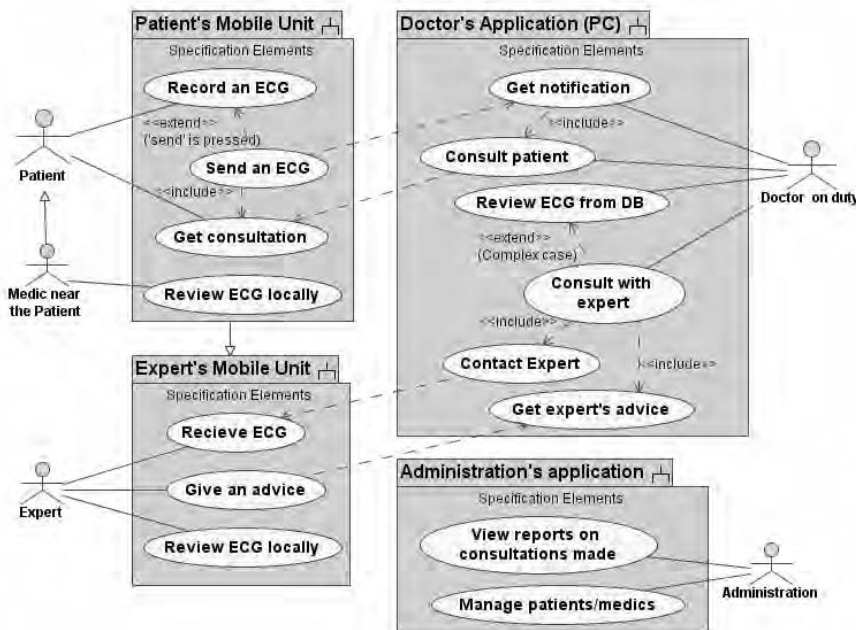 Patient's Mobile Unit
Specification Elements
Record an ECG
<<extend>>
('send' is pressed)
Send an ECG
<<include>>
Get consultation
Review ECG locally
Patient
Medic near
the Patient
Doctor's Application (PC)
Specification Elements
Get notification
<<include>>
Consult patient
Review ECG from DB
<<extend>>
(Complex case)
Consult with
expert
<<include>>
Contact Expert
<<include>>
Get expert's advice
Doctor on duty
Expert's Mobile Unit
Specification Elements
Recieve ECG
Give an advice
Review ECG locally
Expert
Administration's application
Specification Elements
View reports on
consultations made
Manage patients/medics
Administration